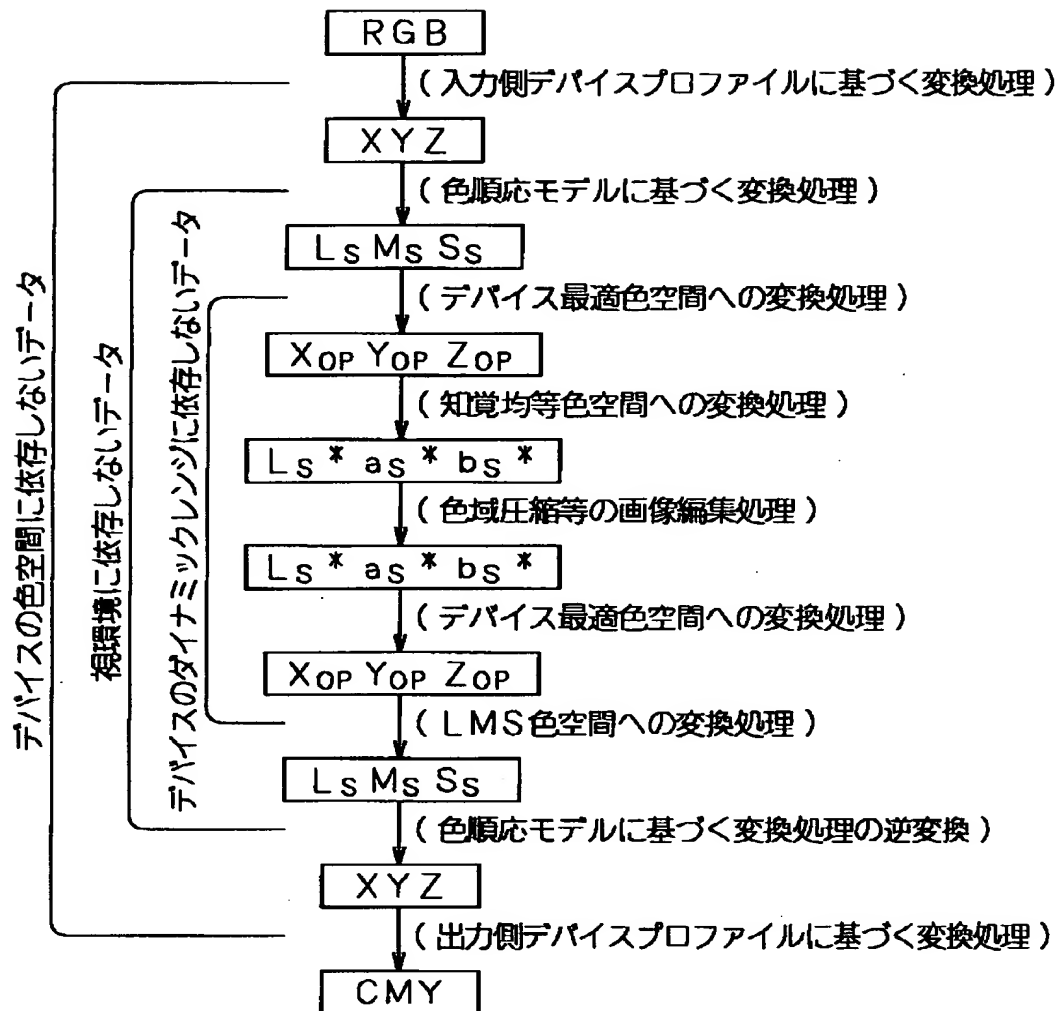 RGB
(入力側デバイスプロファイルに基づく変換処理)
XYZ
(色順応モデルに基づく変換処理)
LS MS SS
(デバイス最適色空間への変換処理)
XOP YOP ZOP
(知覚均等色空間への変換処理)
LS* aS* bS*
(色域圧縮等の画像編集処理)
LS* aS* bS*
(デバイス最適色空間への変換処理)
XOP YOP ZOP
(LMS色空間への変換処理)
LS MS SS
(色順応モデルに基づく変換処理の逆変換)
XYZ
(出力側デバイスプロファイルに基づく変換処理)
CMY
デバイスの色空間に依存しないデータ
視環境に依存しないデータ
デバイスのダイナミックレンジに依存しないデータ